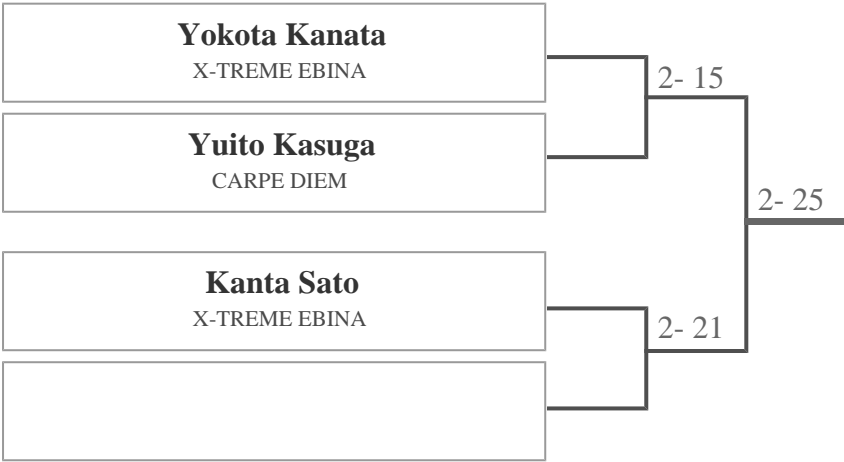 Yokota Kanata
X-TREME EBINA
2- 15
Yuito Kasuga
CARPE DIEM
2- 25
Kanta Sato
X-TREME EBINA
2- 21